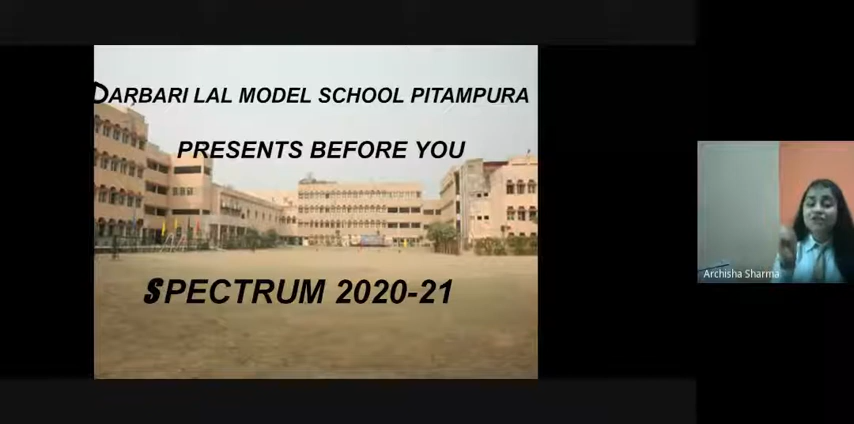 DARBARI LAL MODEL SCHOOL PITAMPURA
PRESENTS BEFORE YOU
SPECTRUM 2020-21
Archisha Sharma